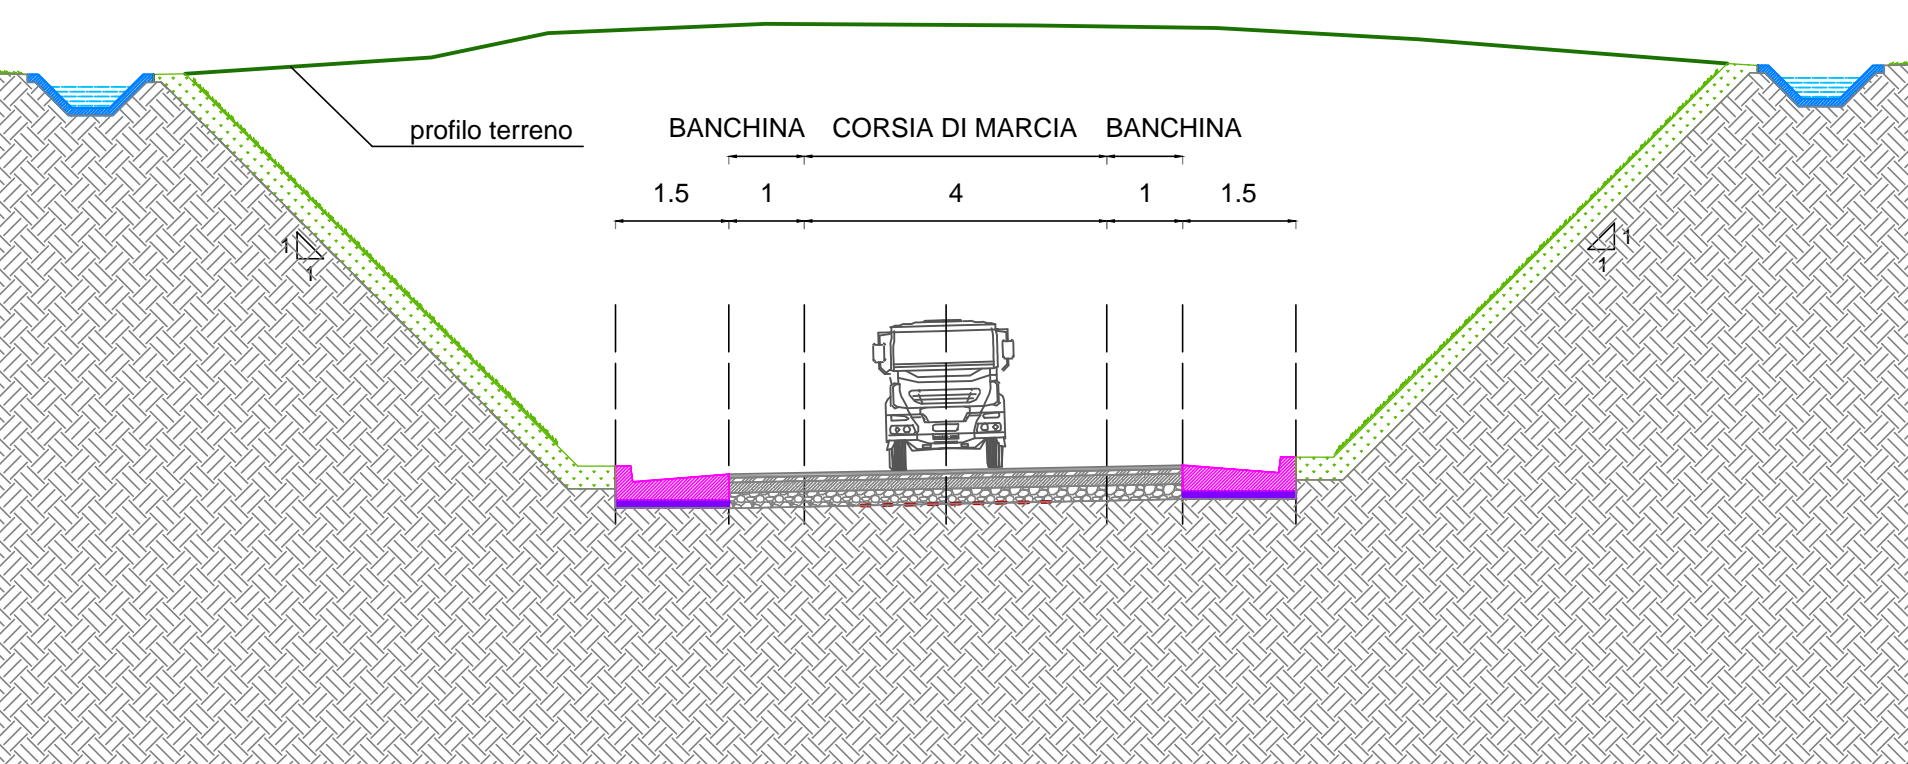 profilo terreno
BANCHINA CORSIA DI MARCIA BANCHINA
1.5 1 4 1 1.5
1 1
1 1